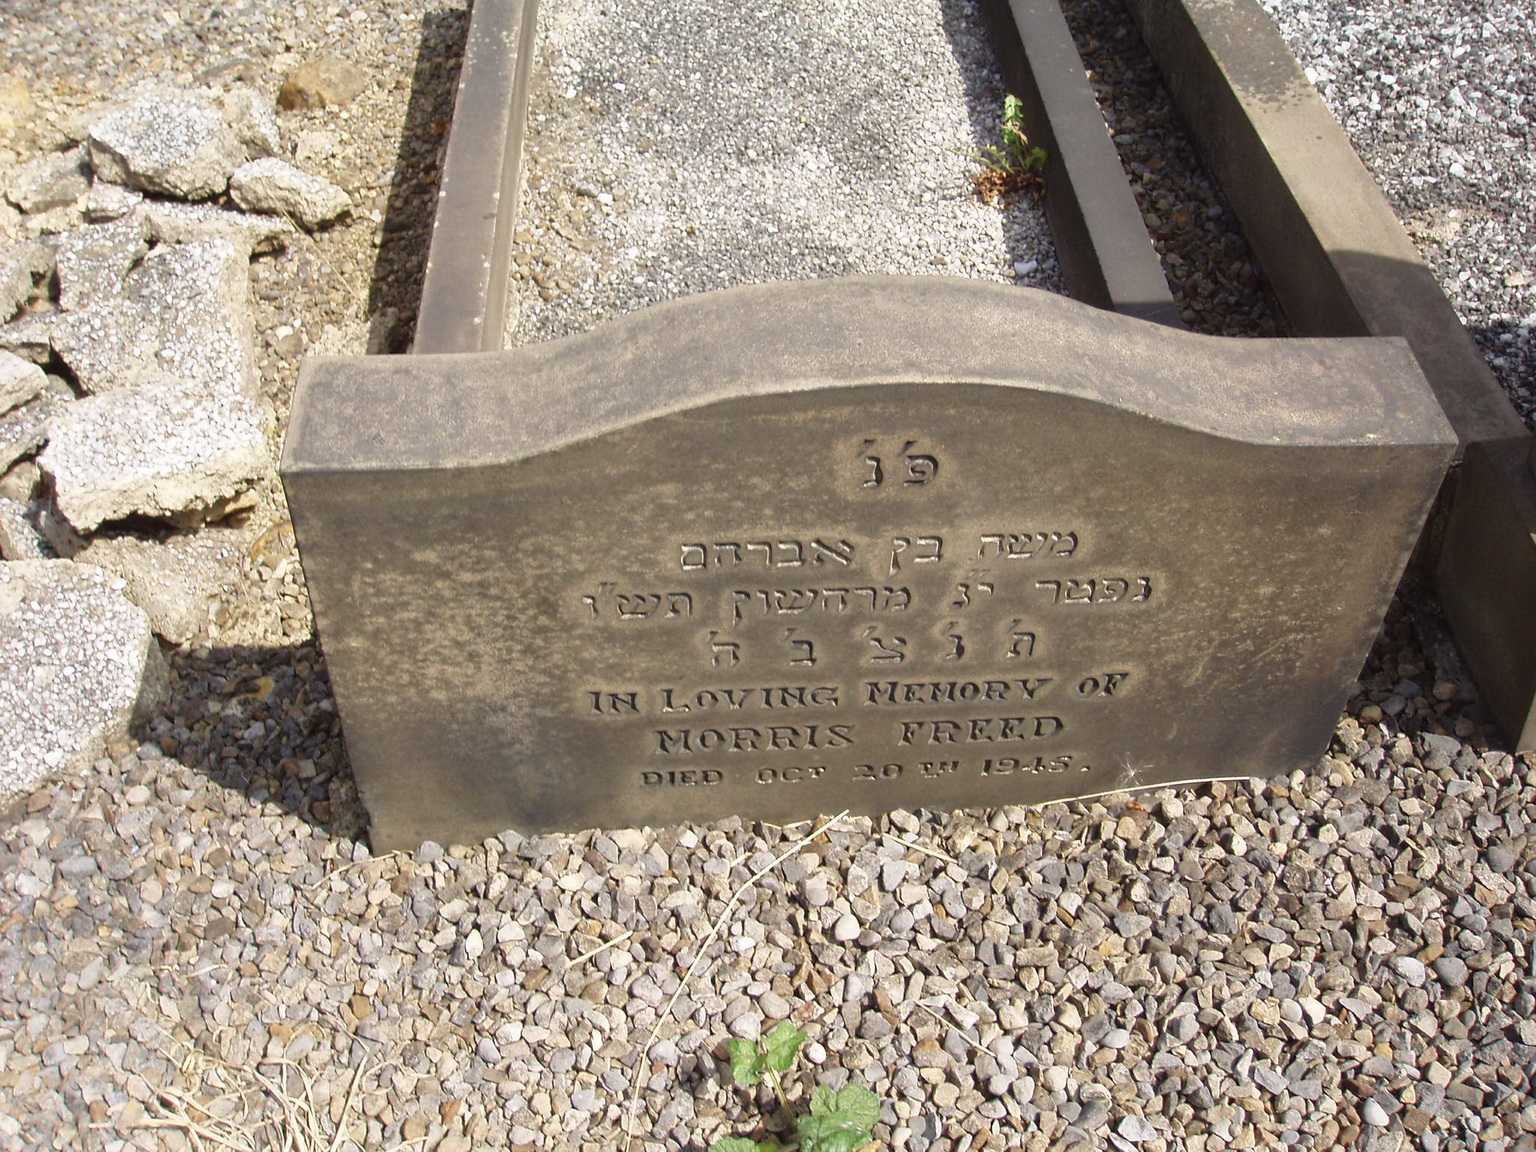 פ׳ נ׳
משה בן אברהם
נפטר י״ג מרחשון תש״ו
ת׳ נ׳ צ׳ ב׳ ה׳
IN LOVING MEMORY OF
MORRIS FREED
DIED OCT 20TH 1945.